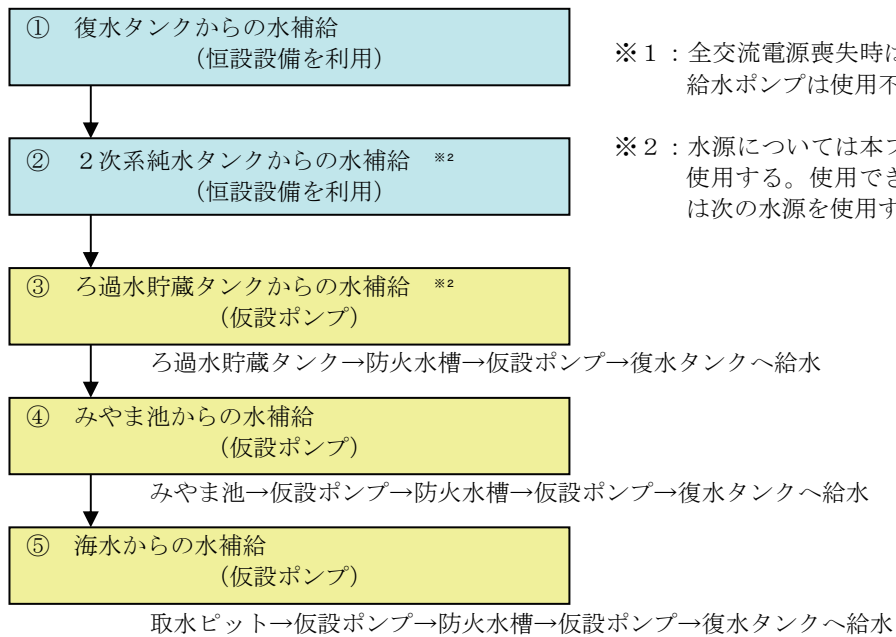 ① 復水タンクからの水補給
（恒設設備を利用）
※１：全交流電源喪失時に
給水ポンプは使用不
② ２次系純水タンクからの水補給 ※2
（恒設設備を利用）
※２：水源については本フ
使用する。使用でき
は次の水源を使用す
③ ろ過水貯蔵タンクからの水補給 ※2
（仮設ポンプ）
ろ過水貯蔵タンク→防火水槽→仮設ポンプ→復水タンクへ給水
④ みやま池からの水補給
（仮設ポンプ）
みやま池→仮設ポンプ→防火水槽→仮設ポンプ→復水タンクへ給水
⑤ 海水からの水補給
（仮設ポンプ）
取水ピット→仮設ポンプ→防火水槽→仮設ポンプ→復水タンクへ給水